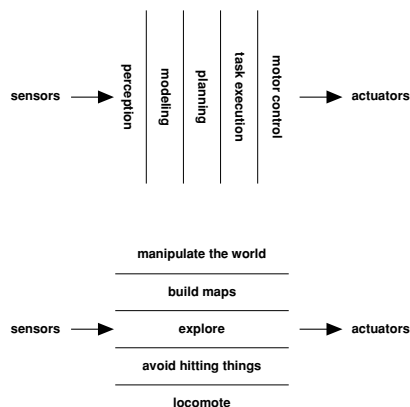 sensors
perception
modeling
planning
task execution
motor control
actuators
manipulate the world
build maps
sensors
explore
actuators
avoid hitting things
locomote